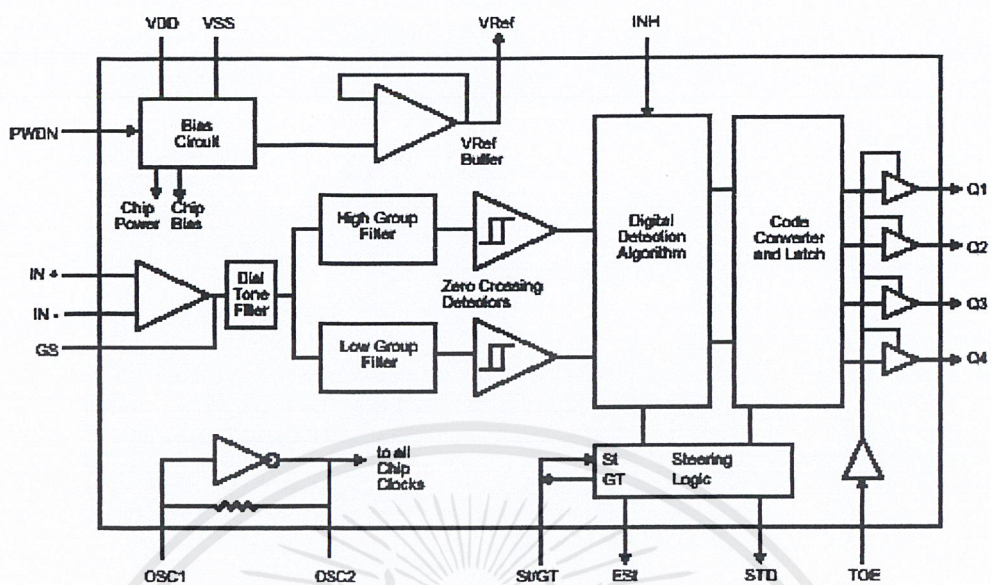 VDD
VSS
VRef
INH
PWDN
Bias
Circuit
VRef
Buffer
Chip
Power
Chip
Bias
High Group
Filter
Digital
Detection
Algorithm
Code
Converter
and Latch
Q1
Q2
Q3
Q4
IN +
IN -
GS
Dial
Tone
Filter
Zero Crossing
Detectors
Low Group
Filter
to all
Chip
Clocks
St
GT
Steering
Logic
OSC1
OSC2
St/GT
ESt
STD
TOE